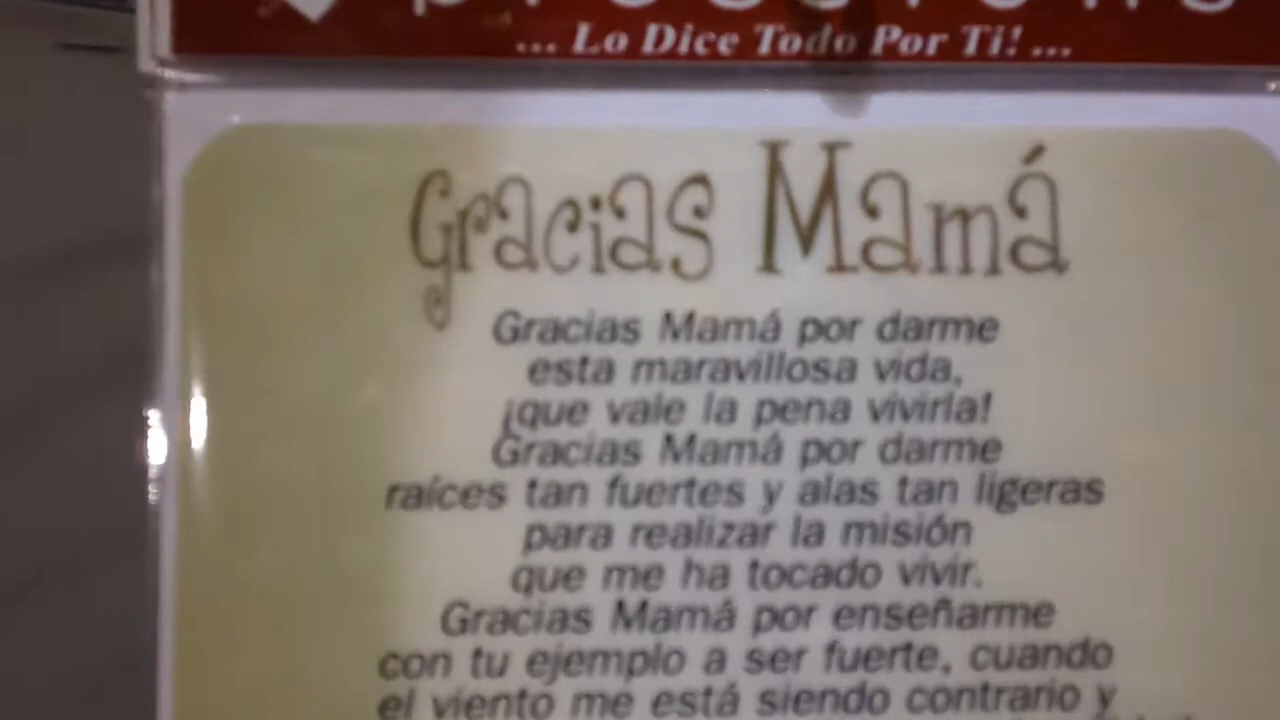 ... Lo Dice Todo Por Ti! ...
Gracias Mamá
Gracias Mamá por darme
esta maravillosa vida,
¡que vale la pena vivirla!
Gracias Mamá por darme
raíces tan fuertes y alas tan ligeras
para realizar la misión
que me ha tocado vivir.
Gracias Mamá por enseñarme
con tu ejemplo a ser fuerte, cuando
el viento me está siendo contrario y